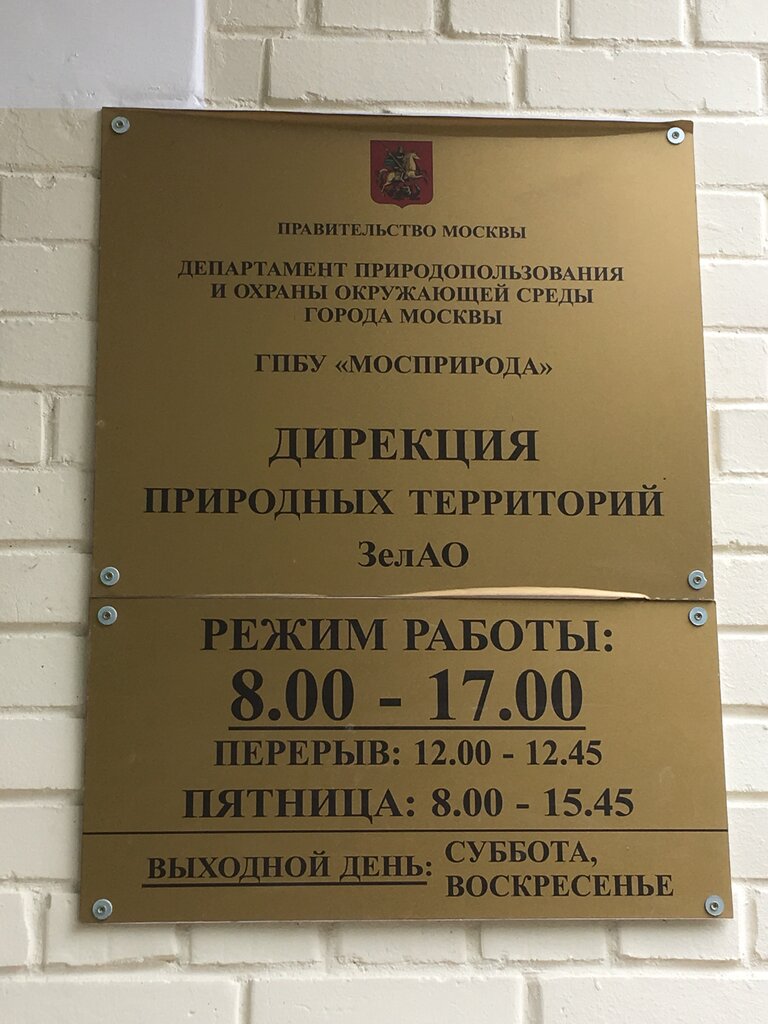 ПРАВИТЕЛЬСТВО МОСКВЫ
ДЕПАРТАМЕНТ ПРИРОДОПОЛЬЗОВАНИЯ
И ОХРАНЫ ОКРУЖАЮЩЕЙ СРЕДЫ
ГОРОДА МОСКВЫ
ГПБУ «МОСПРИРОДА»
ДИРЕКЦИЯ
ПРИРОДНЫХ ТЕРРИТОРИЙ
ЗелАО
РЕЖИМ РАБОТЫ:
8.00 - 17.00
ПЕРЕРЫВ: 12.00 - 12.45
ПЯТНИЦА: 8.00 - 15.45
ВЫХОДНОЙ ДЕНЬ: СУББОТА,
ВОСКРЕСЕНЬЕ